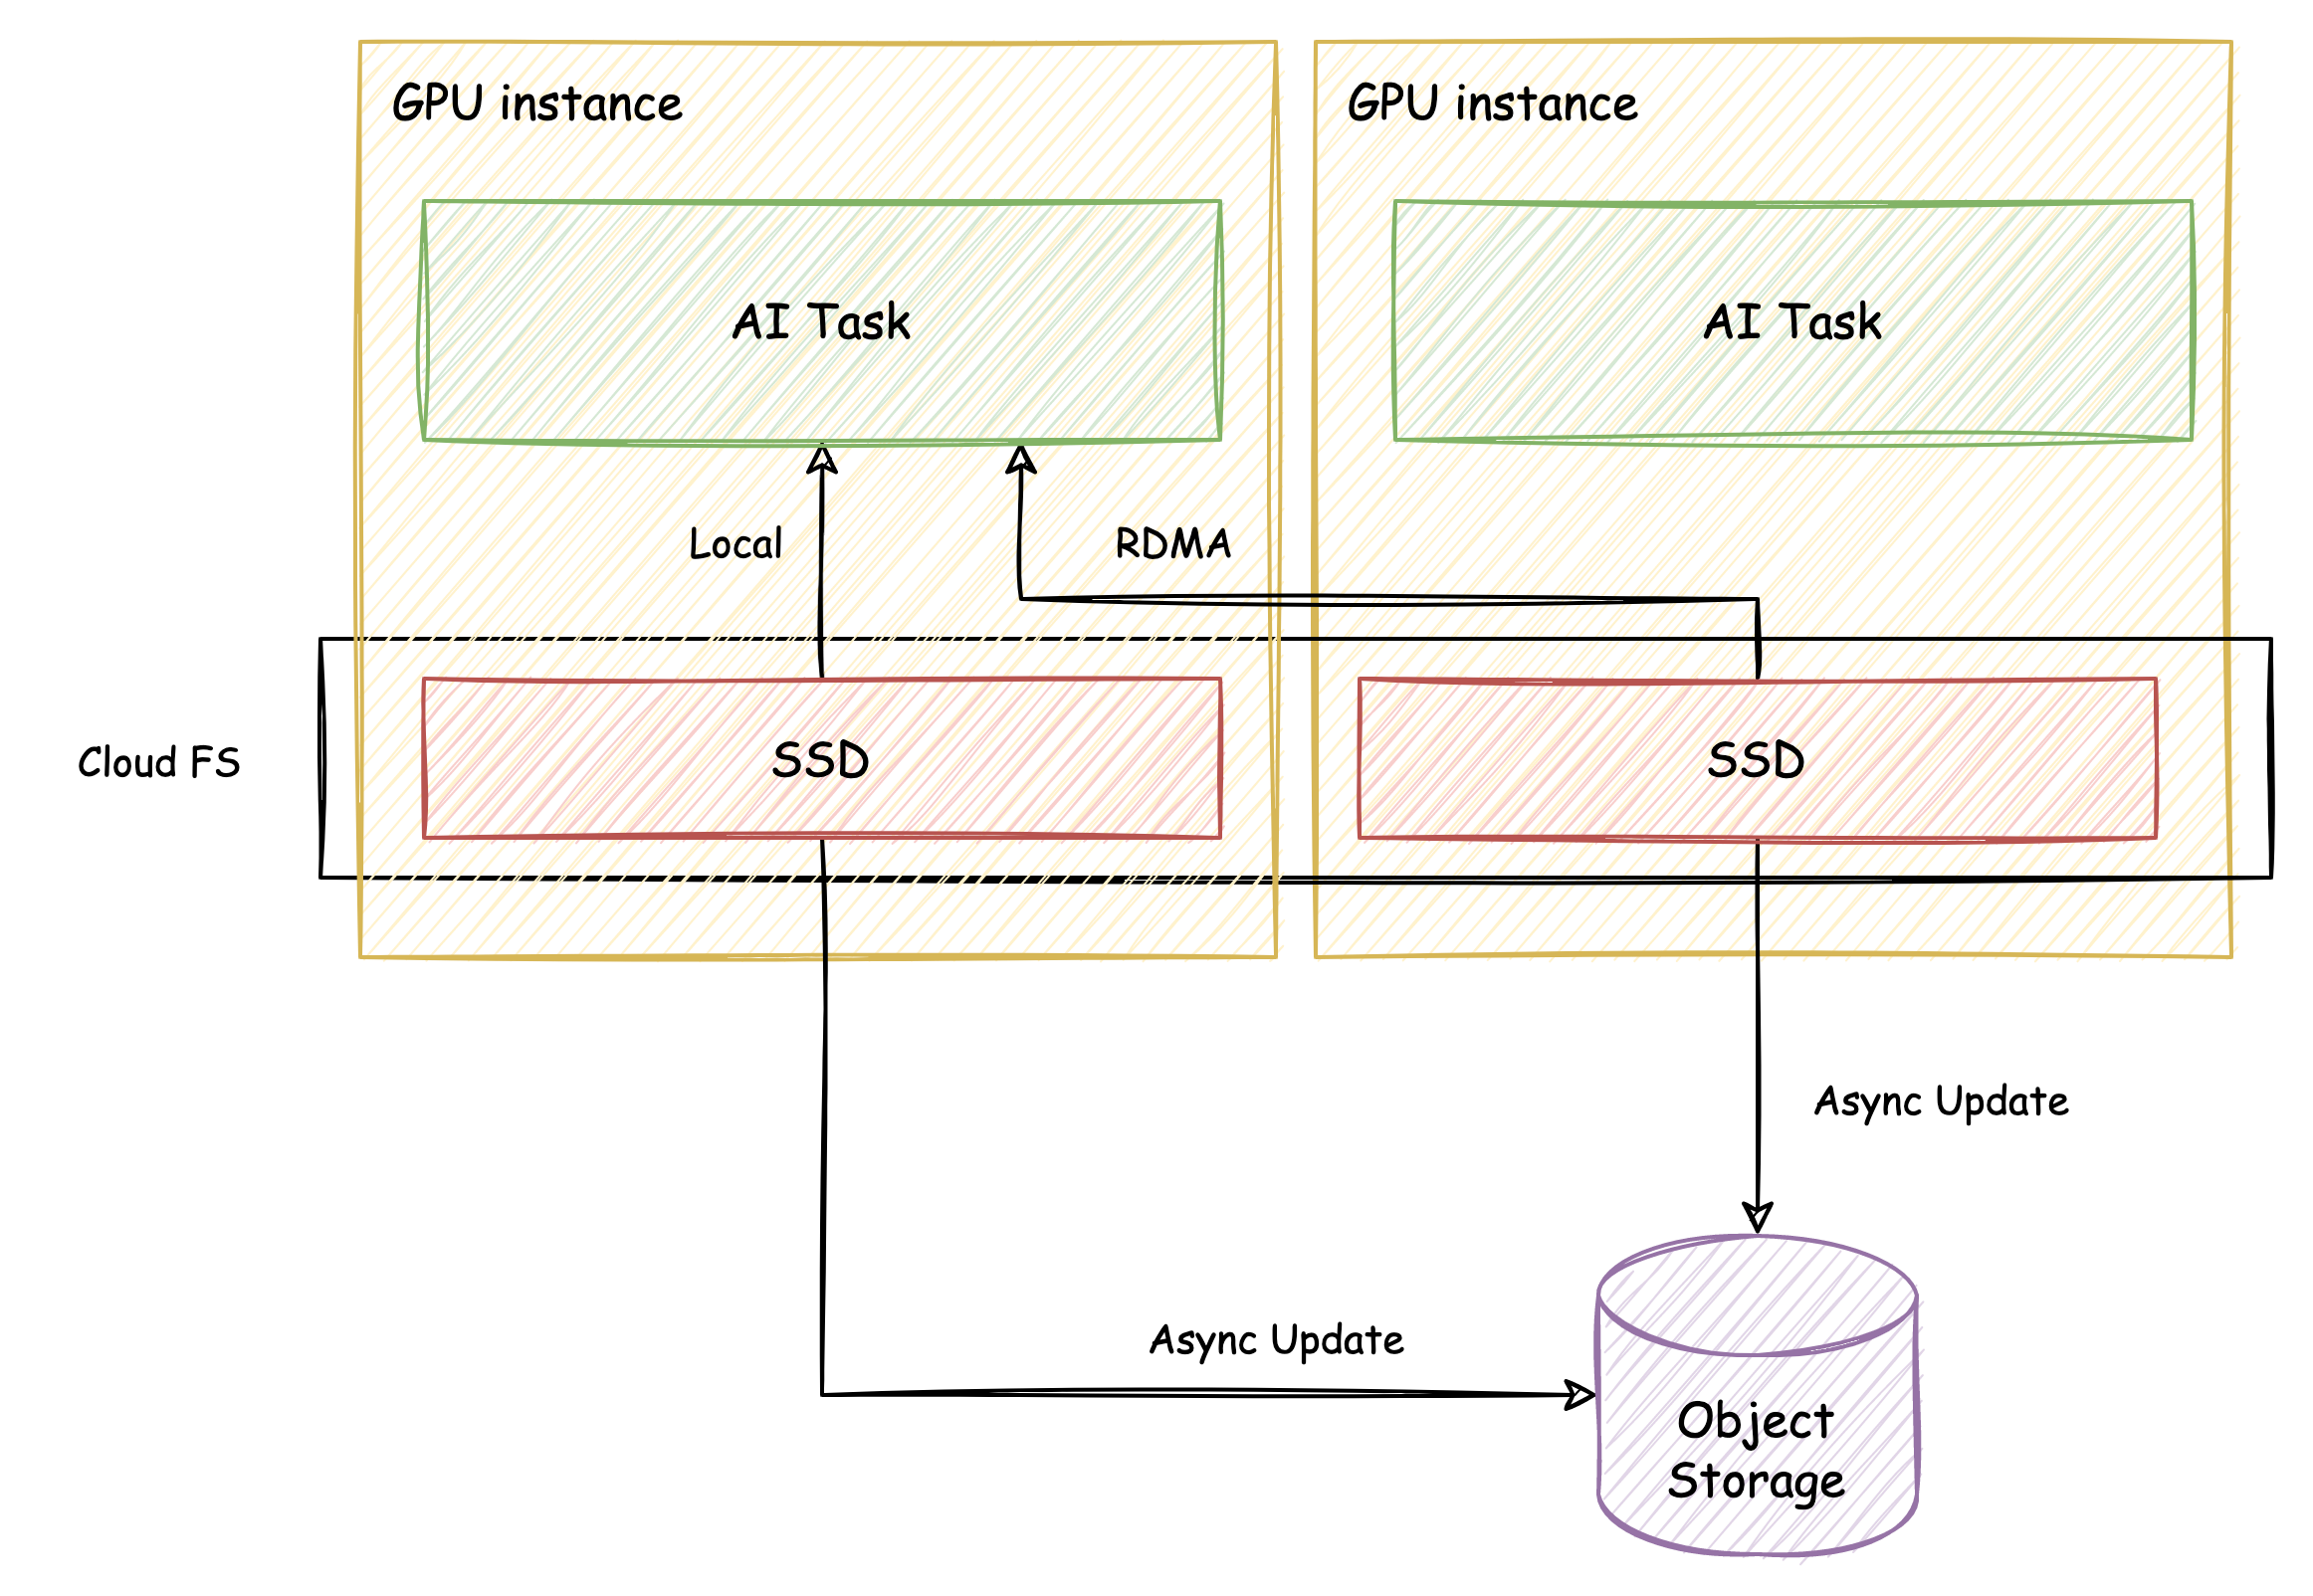 GPU instance
GPU instance
AI Task
AI Task
Local
RDMA
Cloud FS
SSD
SSD
Async Update
Async Update
Object
Storage